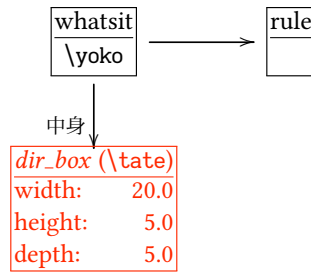 whatsit
rule
\yoko
中身
dir_box (\tate)
width: 20.0
height: 5.0
depth: 5.0